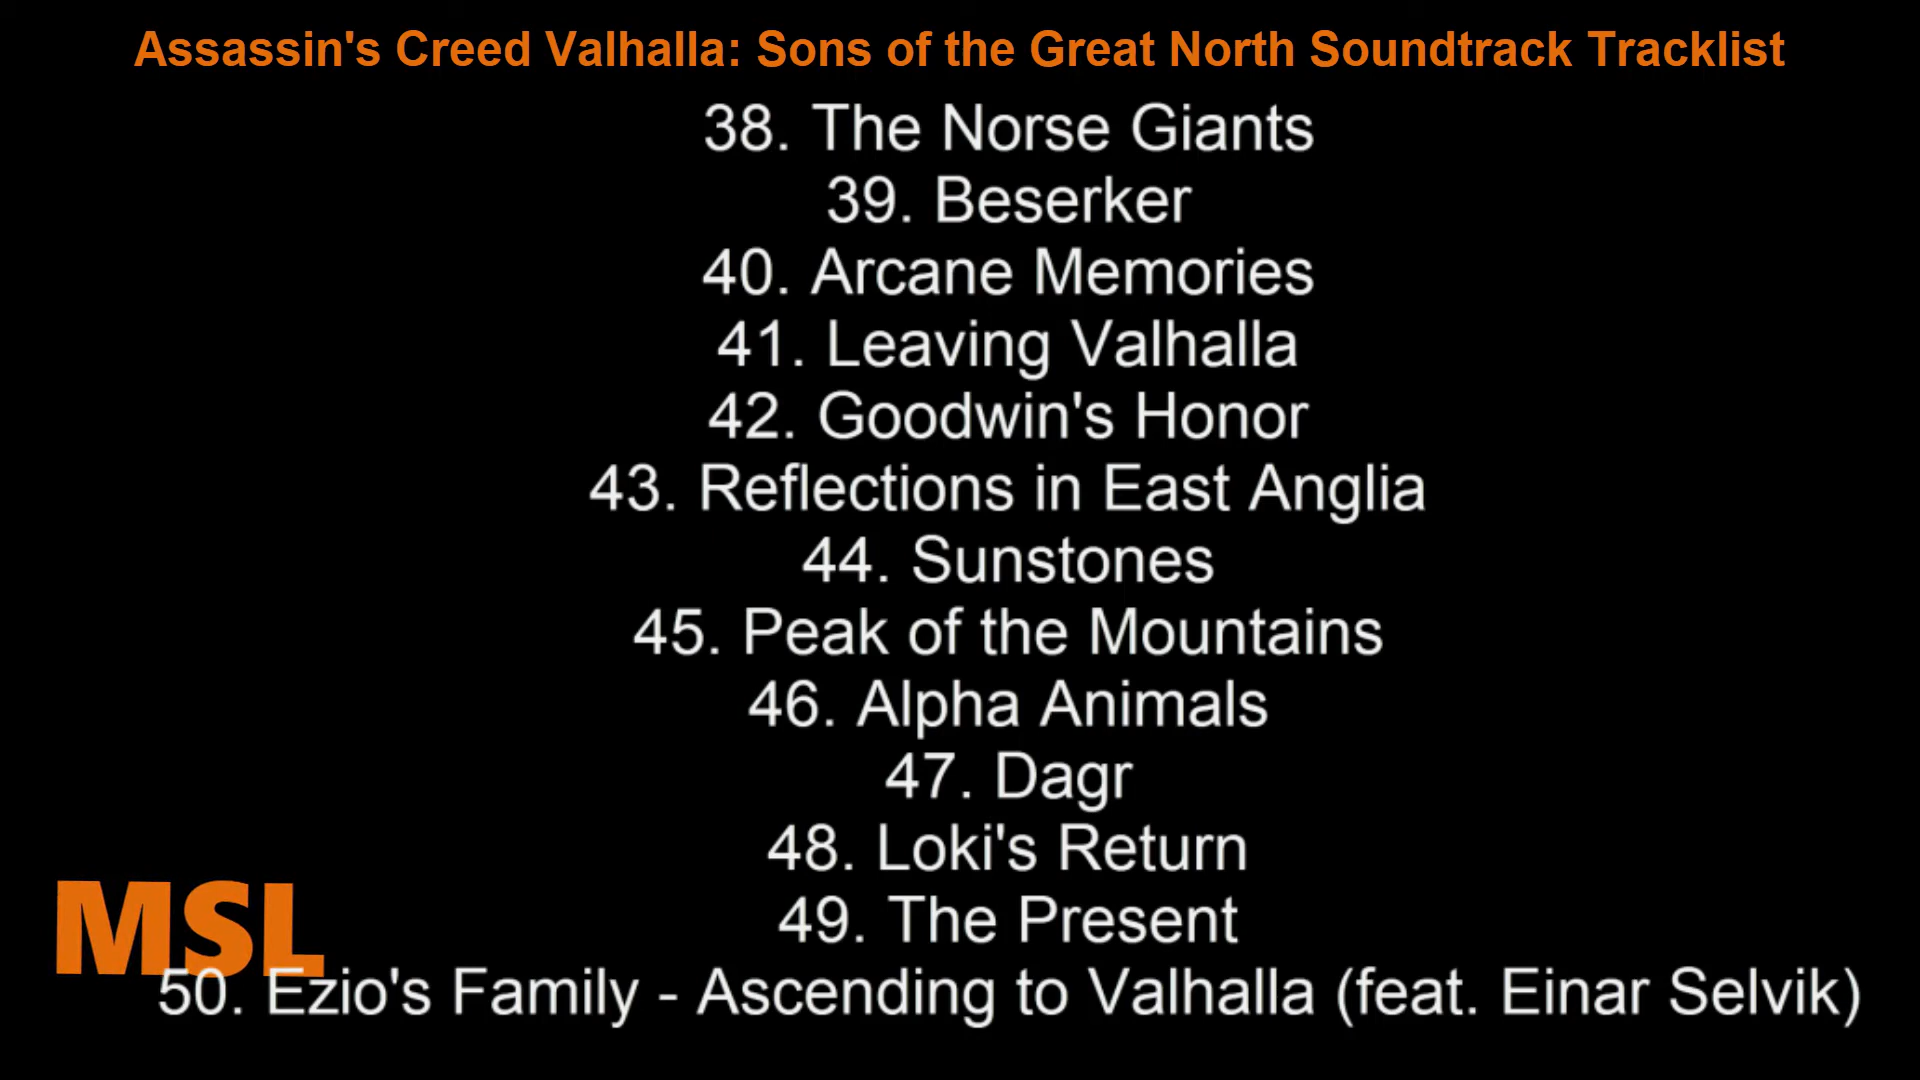 Assassin's Creed Valhalla: Sons of the Great North Soundtrack Tracklist
38. The Norse Giants
39. Beserker
40. Arcane Memories
41. Leaving Valhalla
42. Goodwin's Honor
43. Reflections in East Anglia
44. Sunstones
45. Peak of the Mountains
46. Alpha Animals
47. Dagr
48. Loki's Return
49. The Present
MSL
50. Ezio's Family - Ascending to Valhalla (feat. Einar Selvik)